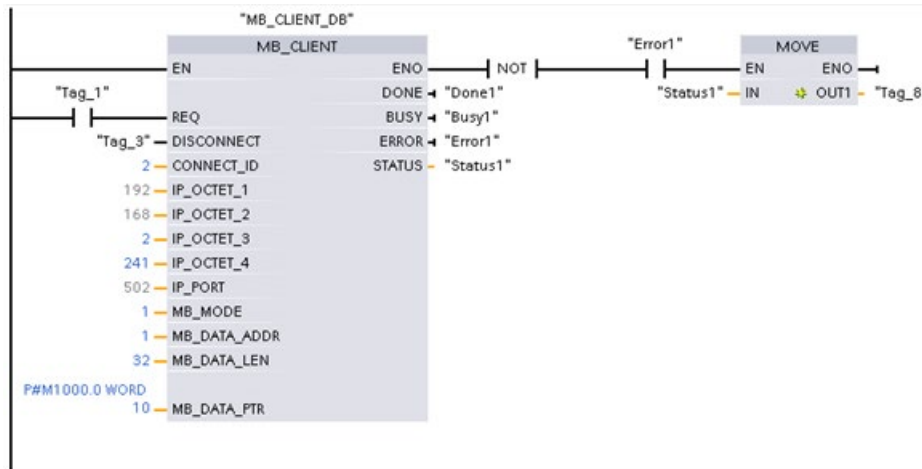 "MB_CLIENT_DB"
MB_CLIENT
"Error1"
MOVE
EN ENO NOT EN ENO
"Tag_1" DONE "Done1" "Status1" IN OUT1 "Tag_8
REQ BUSY "Busy1"
"Tag_3" DISCONNECT ERROR "Error1"
2 CONNECT_ID STATUS "Status1"
192 IP_OCTET_1
168 IP_OCTET_2
2 IP_OCTET_3
241 IP_OCTET_4
502 IP_PORT
1 MB_MODE
1 MB_DATA_ADDR
32 MB_DATA_LEN
P#M1000.0 WORD
10 MB_DATA_PTR